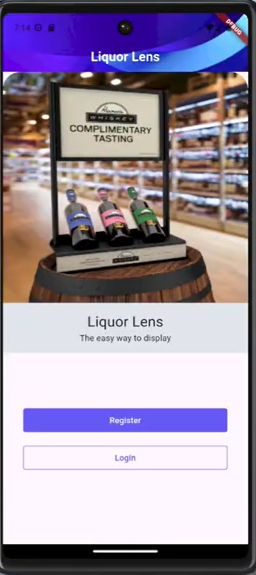 7:14
DEBUG
Liquor Lens
WHISKEY
COMPLIMENTARY
TASTING
Liquor Lens
The easy way to display
Register
Login